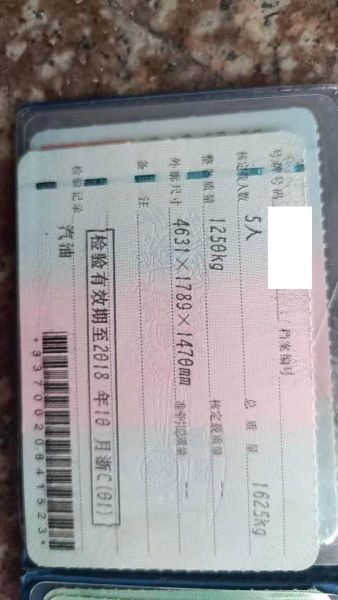 号牌号码 档案编号
核定载人数 5人 总质量 1625kg
整备质量 1250kg 核定载质量 --
外廓尺寸 4631×1789×1470mm 准牵引总质量 --
备注
检验有效期至2018年10月浙C(01)
检验记录 汽油
*3370020841523*